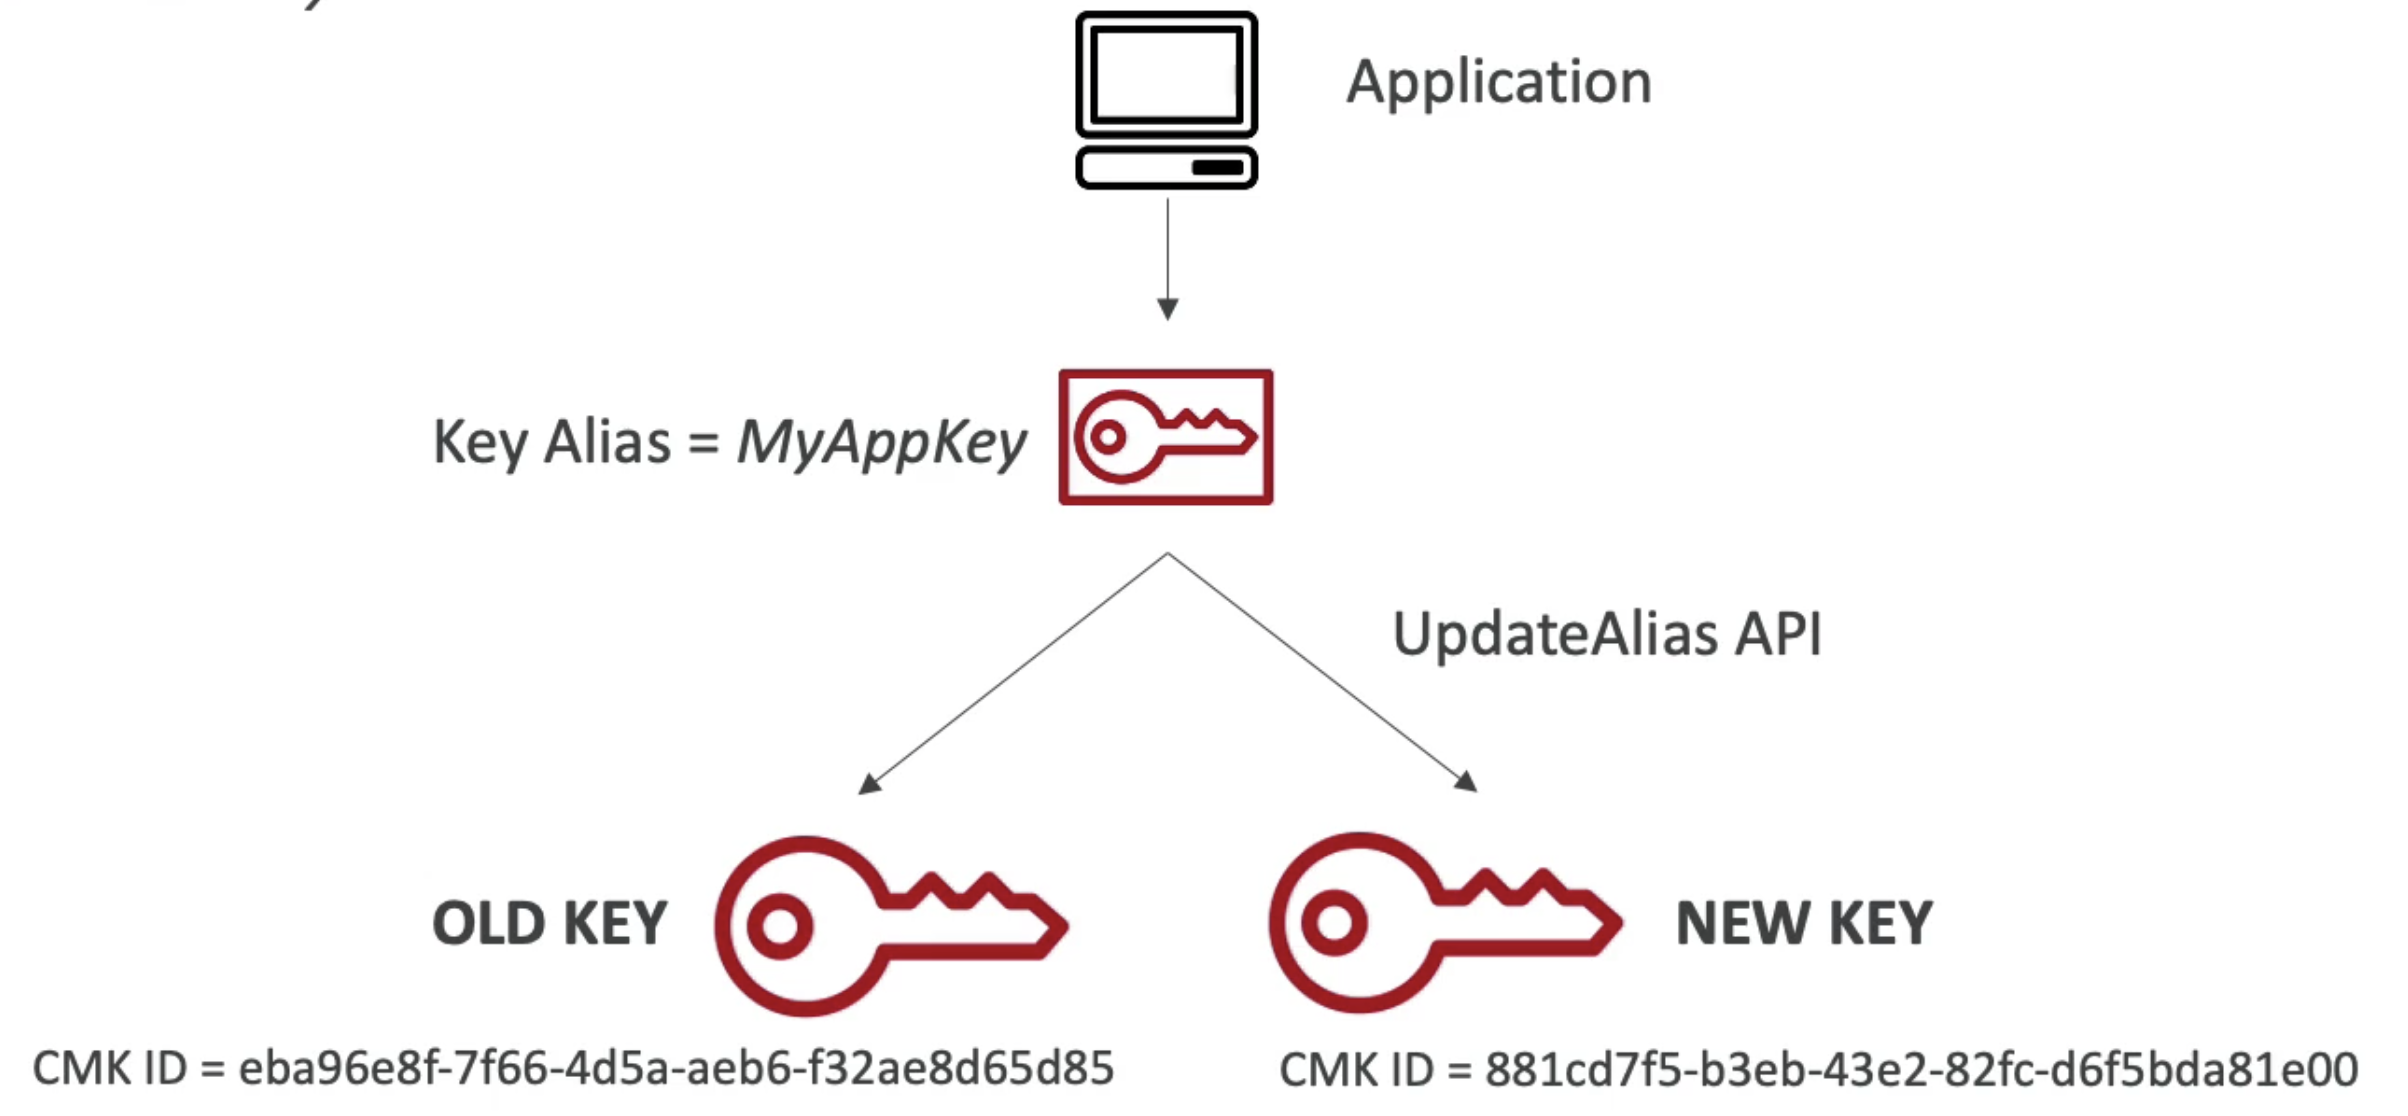 Application
Key Alias = MyAppKey
UpdateAlias API
OLD KEY
NEW KEY
CMK ID = eba96e8f-7f66-4d5a-aeb6-f32ae8d65d85
CMK ID = 881cd7f5-b3eb-43e2-82fc-d6f5bda81e00